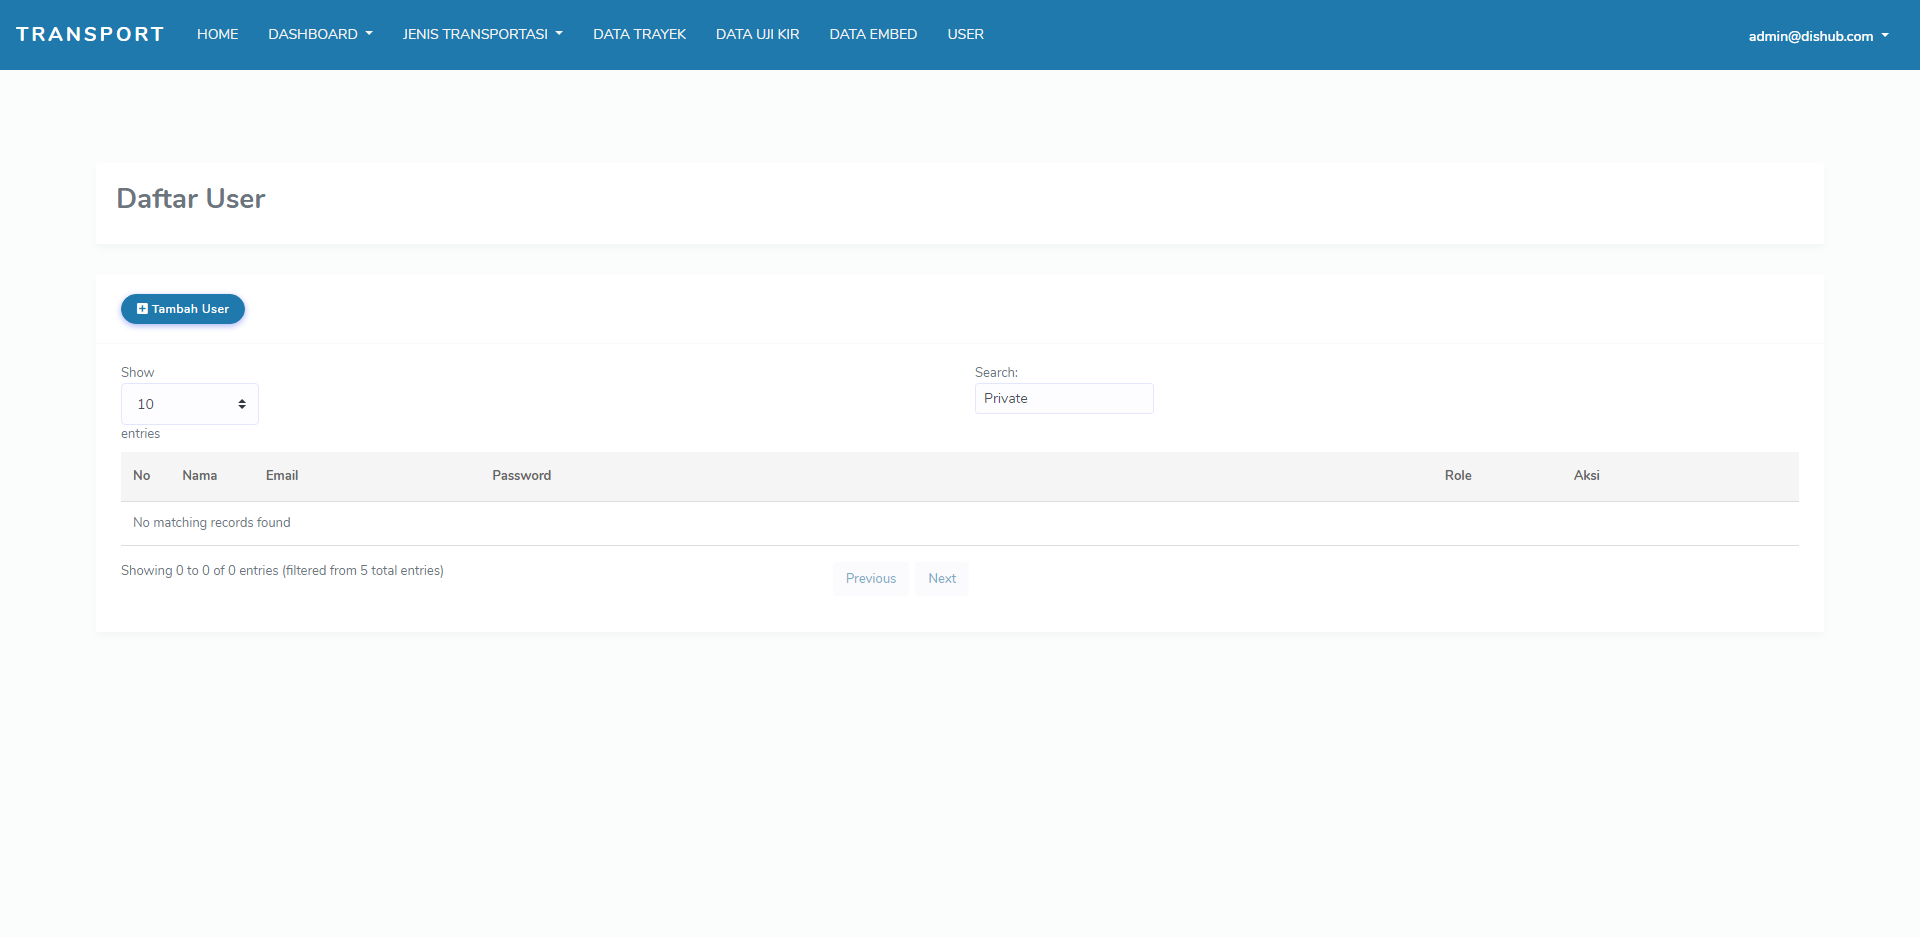 TRANSPORT HOME DASHBOARD JENIS TRANSPORTASI DATA TRAYEK DATA UJI KIR DATA EMBED USER admin@dishub.com
Daftar User
Tambah User
Show
10
entries
Search:
Private
No Nama Email Password Role Aksi
No matching records found
Showing 0 to 0 of 0 entries (filtered from 5 total entries)
Previous Next